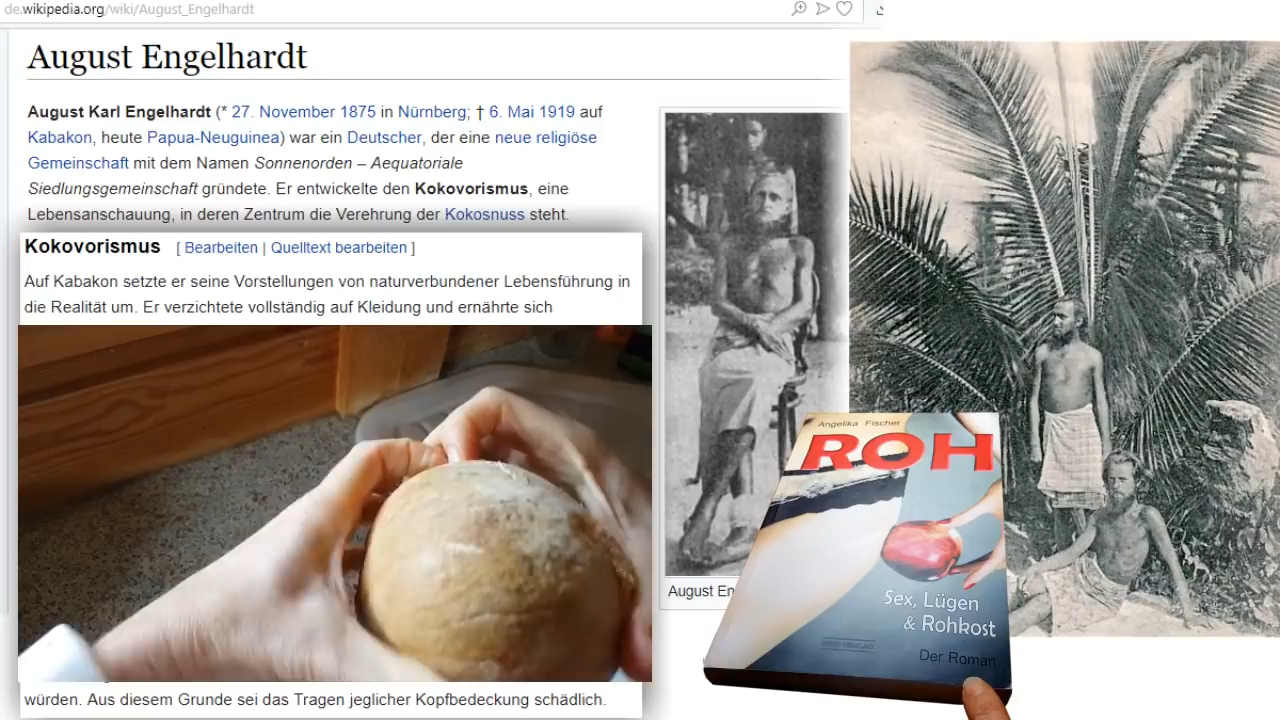 de.wikipedia.org/wiki/August_Engelhardt
August Engelhardt
August Karl Engelhardt (* 27. November 1875 in Nürnberg; † 6. Mai 1919 auf
Kabakon, heute Papua-Neuguinea) war ein Deutscher, der eine neue religiöse
Gemeinschaft mit dem Namen Sonnenorden – Aequatoriale
Siedlungsgemeinschaft gründete. Er entwickelte den Kokovorismus, eine
Lebensanschauung, in deren Zentrum die Verehrung der Kokosnuss steht.
Kokovorismus [ Bearbeiten | Quelltext bearbeiten ]
Auf Kabakon setzte er seine Vorstellungen von naturverbundener Lebensführung in
die Realität um. Er verzichtete vollständig auf Kleidung und ernährte sich
würden. Aus diesem Grunde sei das Tragen jeglicher Kopfbedeckung schädlich.
August En
Angelika Fischer
ROH
Sex, Lügen
& Rohkost
Der Roman